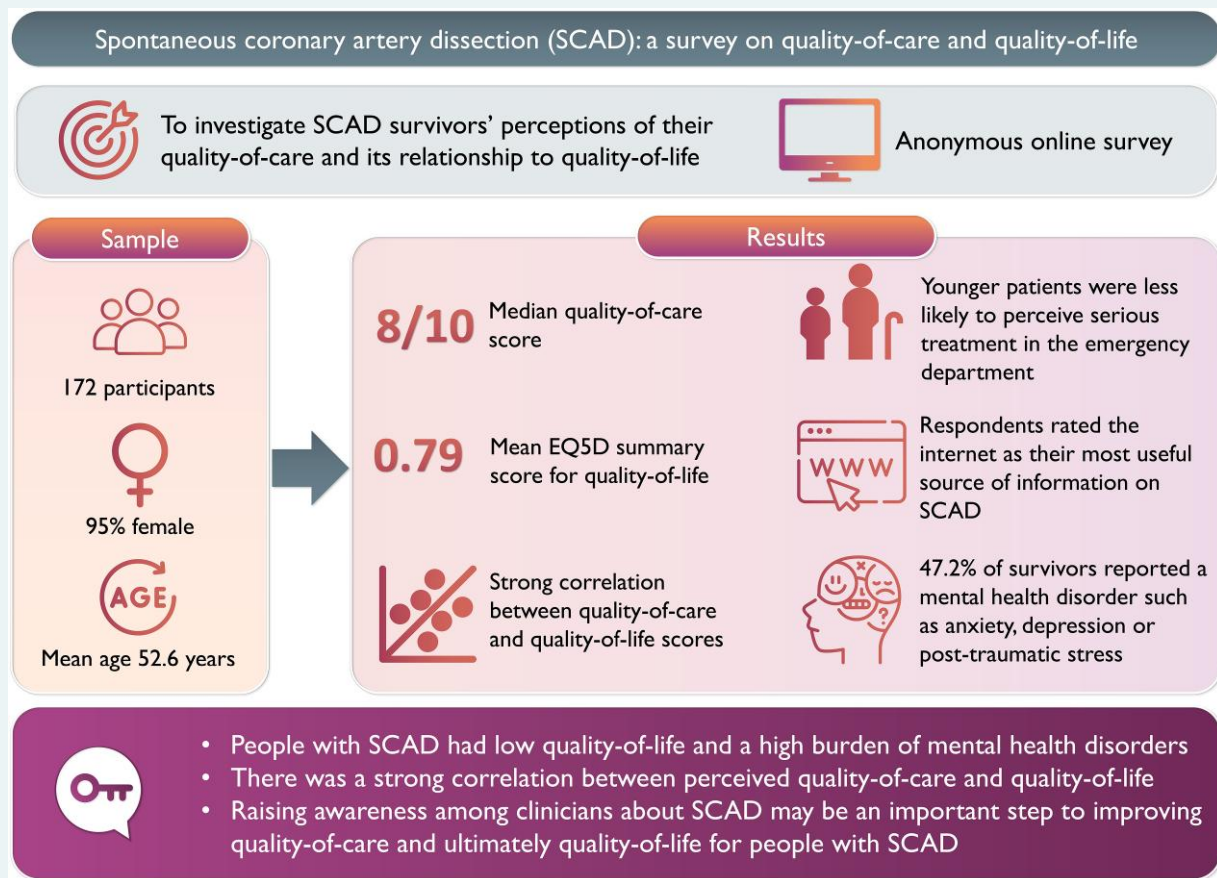 Spontaneous coronary artery dissection (SCAD): a survey on quality-of-care and quality-of-life
To investigate SCAD survivors' perceptions of their
quality-of-care and its relationship to quality-of-life
Anonymous online survey
Sample
172 participants
95% female
AGE
Mean age 52.6 years
Results
8/10
Median quality-of-care
score
0.79
Mean EQ5D summary
score for quality-of-life
Strong correlation
between quality-of-care
and quality-of-life scores
Younger patients were less
likely to perceive serious
treatment in the emergency
department
WWW
Respondents rated the
internet as their most useful
source of information on
SCAD
?
47.2% of survivors reported a
mental health disorder such
as anxiety, depression or
post-traumatic stress
• People with SCAD had low quality-of-life and a high burden of mental health disorders
• There was a strong correlation between perceived quality-of-care and quality-of-life
• Raising awareness among clinicians about SCAD may be an important step to improving
quality-of-care and ultimately quality-of-life for people with SCAD